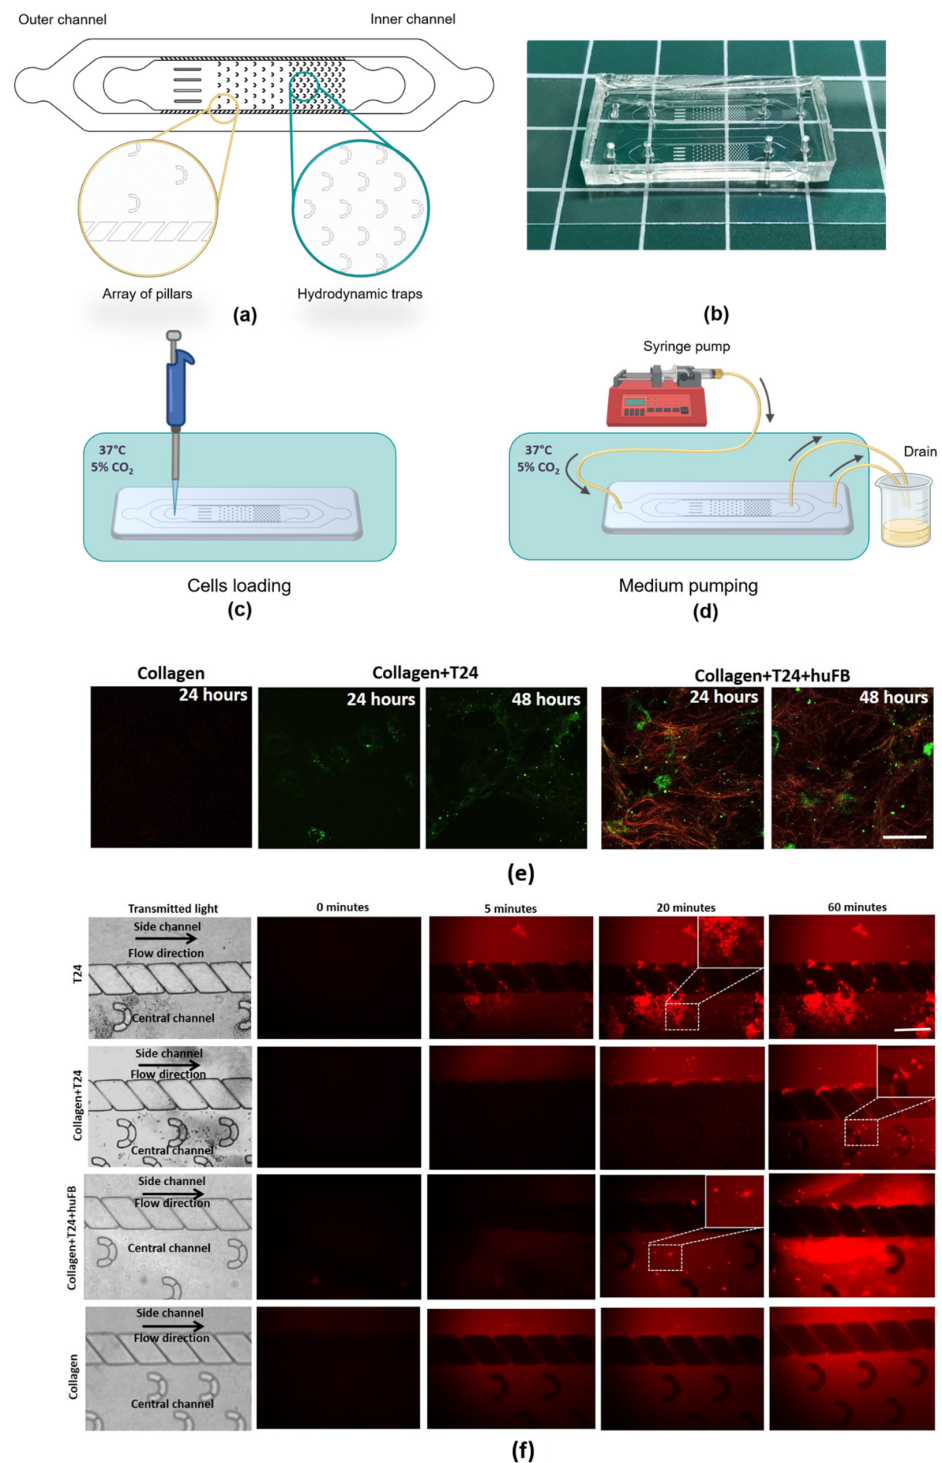 Outer channel
Inner channel
Array of pillars
Hydrodynamic traps
(a)
(b)
Syringe pump
37°C
5% CO₂
37°C
5% CO₂
Drain
Cells loading
Medium pumping
(c)
(d)
Collagen
Collagen+T24
Collagen+T24+huFB
24 hours
24 hours
48 hours
24 hours
48 hours
(e)
Transmitted light
0 minutes
5 minutes
20 minutes
60 minutes
T24
Side channel
Flow direction
Central channel
Collagen+T24
Side channel
Flow direction
Central channel
Collagen+T24+huFB
Side channel
Flow direction
Central channel
Collagen
Side channel
Flow direction
Central channel
(f)